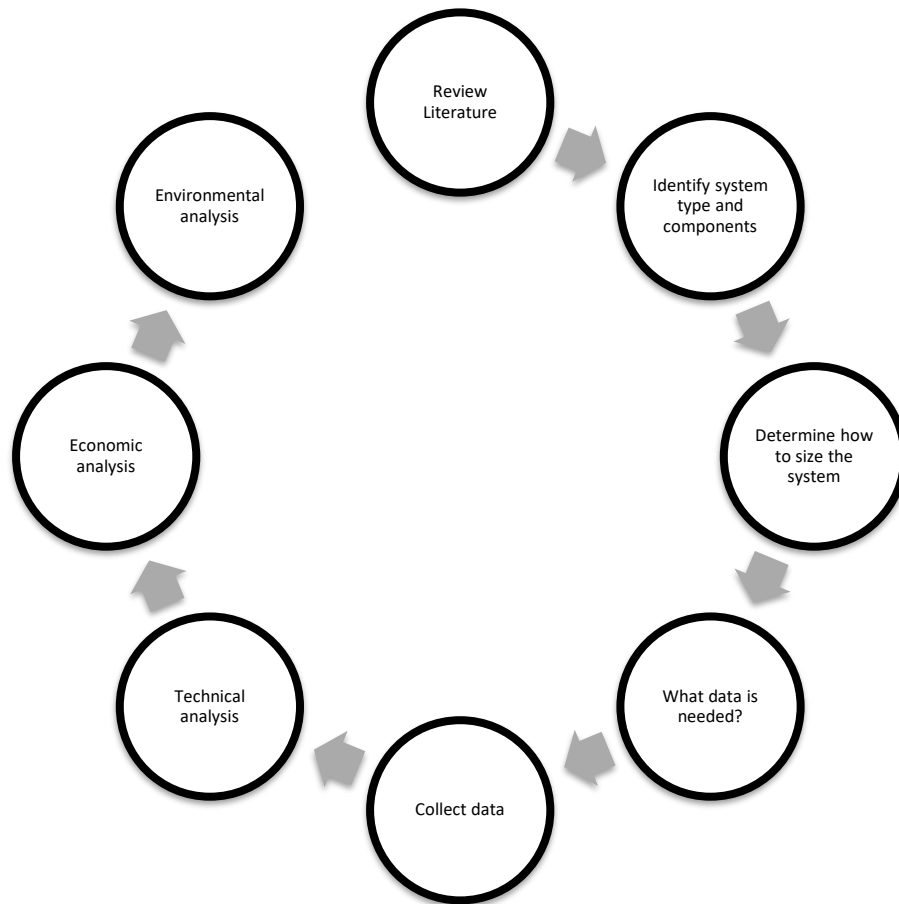 Review
Literature
Identify system
type and
components
Determine how
to size the
system
What data is
needed?
Collect data
Technical
analysis
Economic
analysis
Environmental
analysis